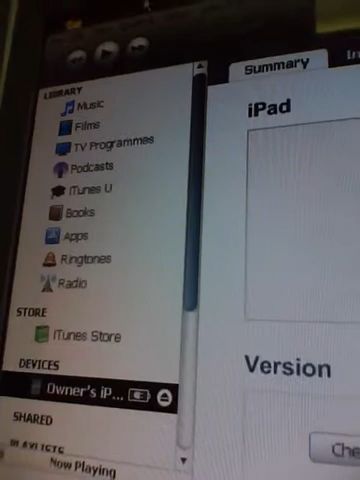 LIBRARY
Music
Films
TV Programmes
Podcasts
iTunes U
Books
Apps
Ringtones
Radio
STORE
iTunes Store
DEVICES
Owner's iP...
SHARED
PLAYLISTS
Now Playing
Summary
iPad
Version